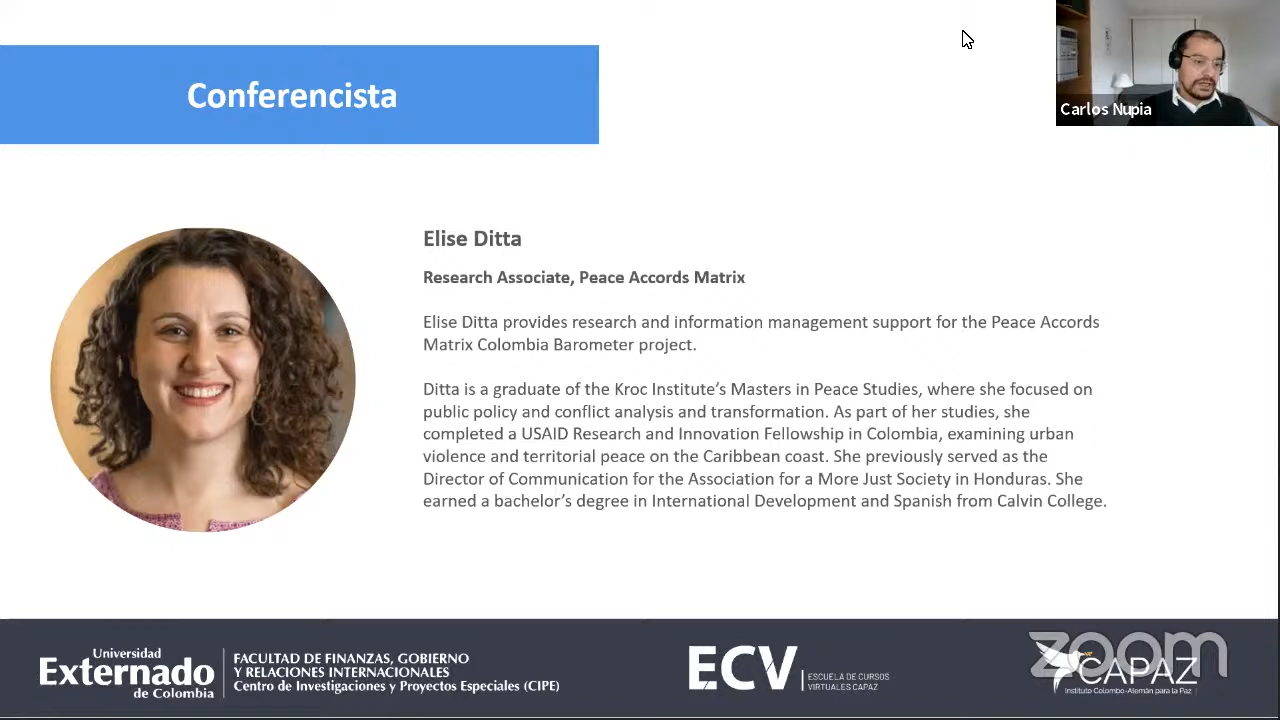 Conferencista
Carlos Nupia
Elise Ditta
Research Associate, Peace Accords Matrix
Elise Ditta provides research and information management support for the Peace Accords
Matrix Colombia Barometer project.
Ditta is a graduate of the Kroc Institute’s Masters in Peace Studies, where she focused on
public policy and conflict analysis and transformation. As part of her studies, she
completed a USAID Research and Innovation Fellowship in Colombia, examining urban
violence and territorial peace on the Caribbean coast. She previously served as the
Director of Communication for the Association for a More Just Society in Honduras. She
earned a bachelor’s degree in International Development and Spanish from Calvin College.
Universidad
Externado
de Colombia
FACULTAD DE FINANZAS, GOBIERNO
Y RELACIONES INTERNACIONALES
Centro de Investigaciones y Proyectos Especiales (CIPE)
ECV
ESCUELA DE CURSOS
VIRTUALES CAPAZ
zoom
CAPAZ
Instituto Colombo-Alemán para la Paz